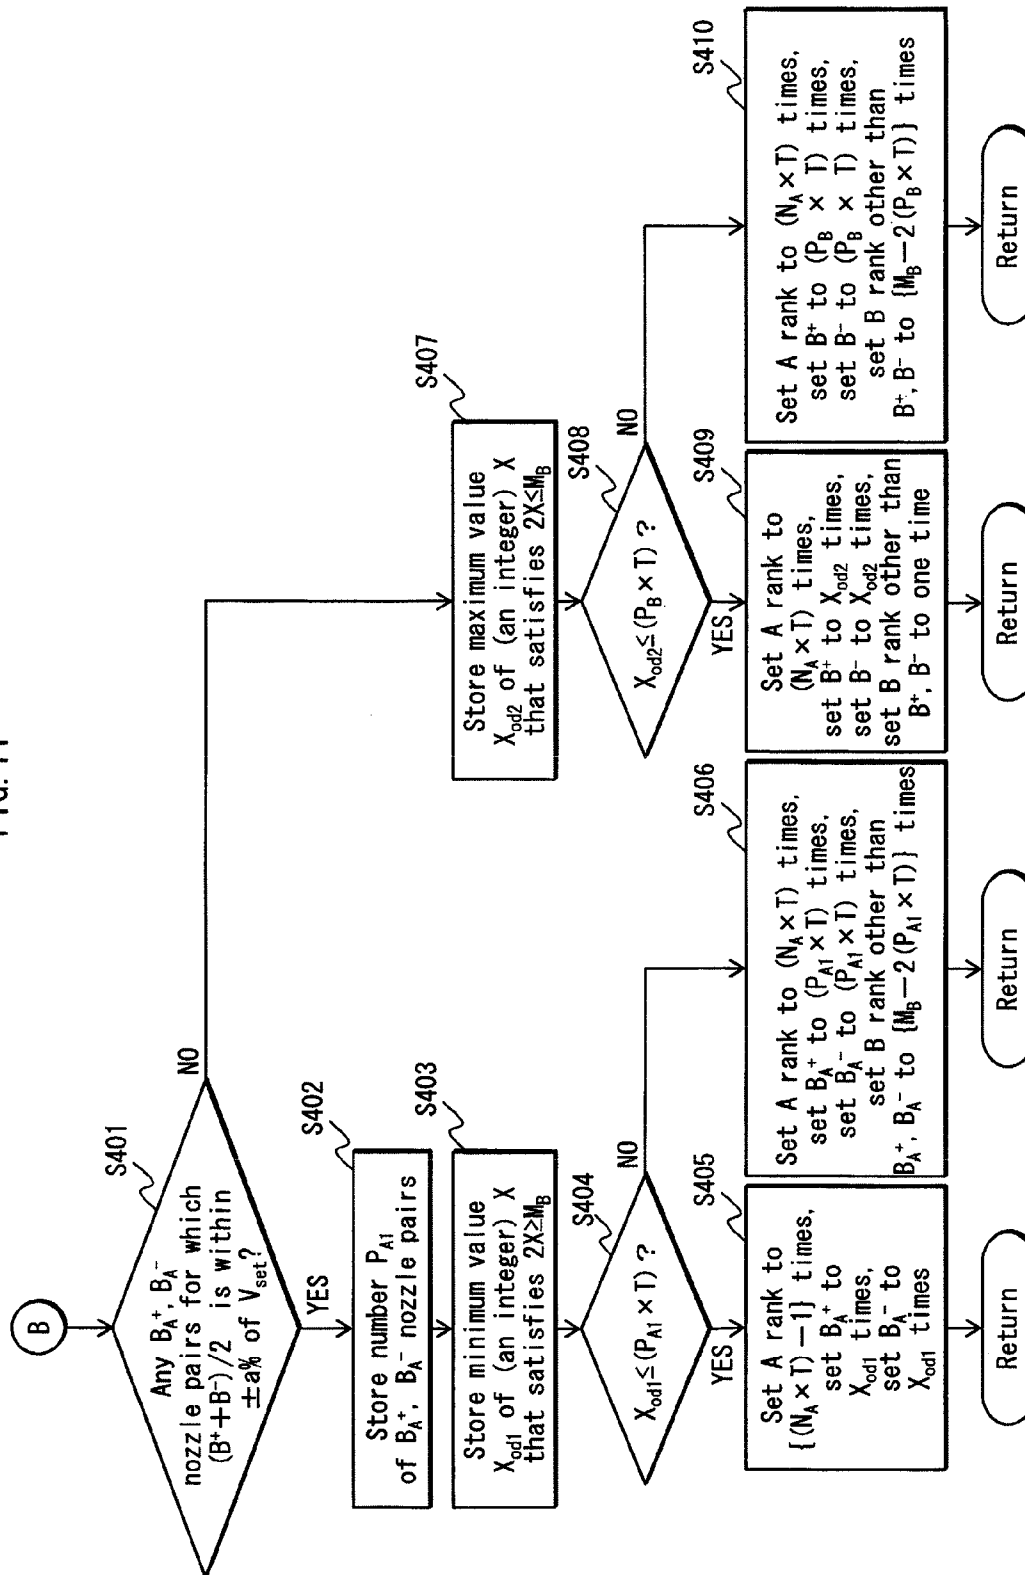 B
S401
Any B_A^+, B_A^-
nozzle pairs for which
(B^+ + B^-)/2 is within
±a% of V_set?
YES
NO
S402
Store number P_A1
of B_A^+, B_A^- nozzle pairs
S403
Store minimum value
X_od1 of (an integer) X
that satisfies 2X≥M_B
S404
X_od1≤(P_A1×T)?
YES
NO
S405
Set A rank to
{(N_A×T)−1} times,
set B_A^+ to
X_od1 times,
set B_A^- to
X_od1 times
Return
S406
Set A rank to (N_A×T) times,
set B_A^+ to (P_A1×T) times,
set B_A^- to (P_A1×T) times,
set B rank other than
B_A^+, B_A^- to {M_B−2(P_A1×T)} times
Return
S407
Store maximum value
X_od2 of (an integer) X
that satisfies 2X≤M_B
S408
X_od2≤(P_B×T)?
YES
NO
S409
Set A rank to
(N_A×T) times,
set B^+ to X_od2 times,
set B^- to X_od2 times,
set B rank other than
B^+, B^- to one time
Return
S410
Set A rank to (N_A×T) times,
set B^+ to (P_B × T) times,
set B^- to (P_B × T) times,
set B rank other than
B^+, B^- to {M_B−2(P_B×T)} times
Return